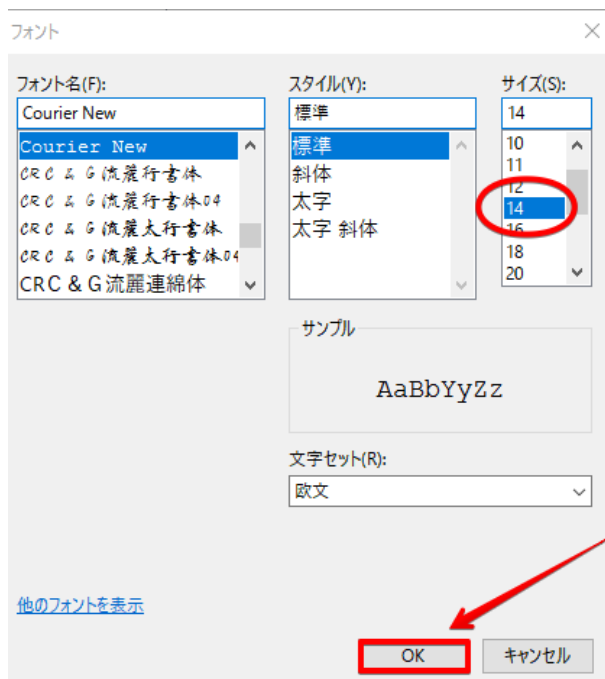 フォント
フォント名(F):
Courier New
Courier New
CRC & G流麗行書体
CRC & G流麗行書体04
CRC & G流麗太行書体
CRC & G流麗太行書体04
CRC & G流麗連綿体
スタイル(Y):
標準
標準
斜体
太字
太字 斜体
サイズ(S):
14
10
11
12
14
16
18
20
サンプル
AaBbYyZz
文字セット(R):
欧文
他のフォントを表示
OK
キャンセル